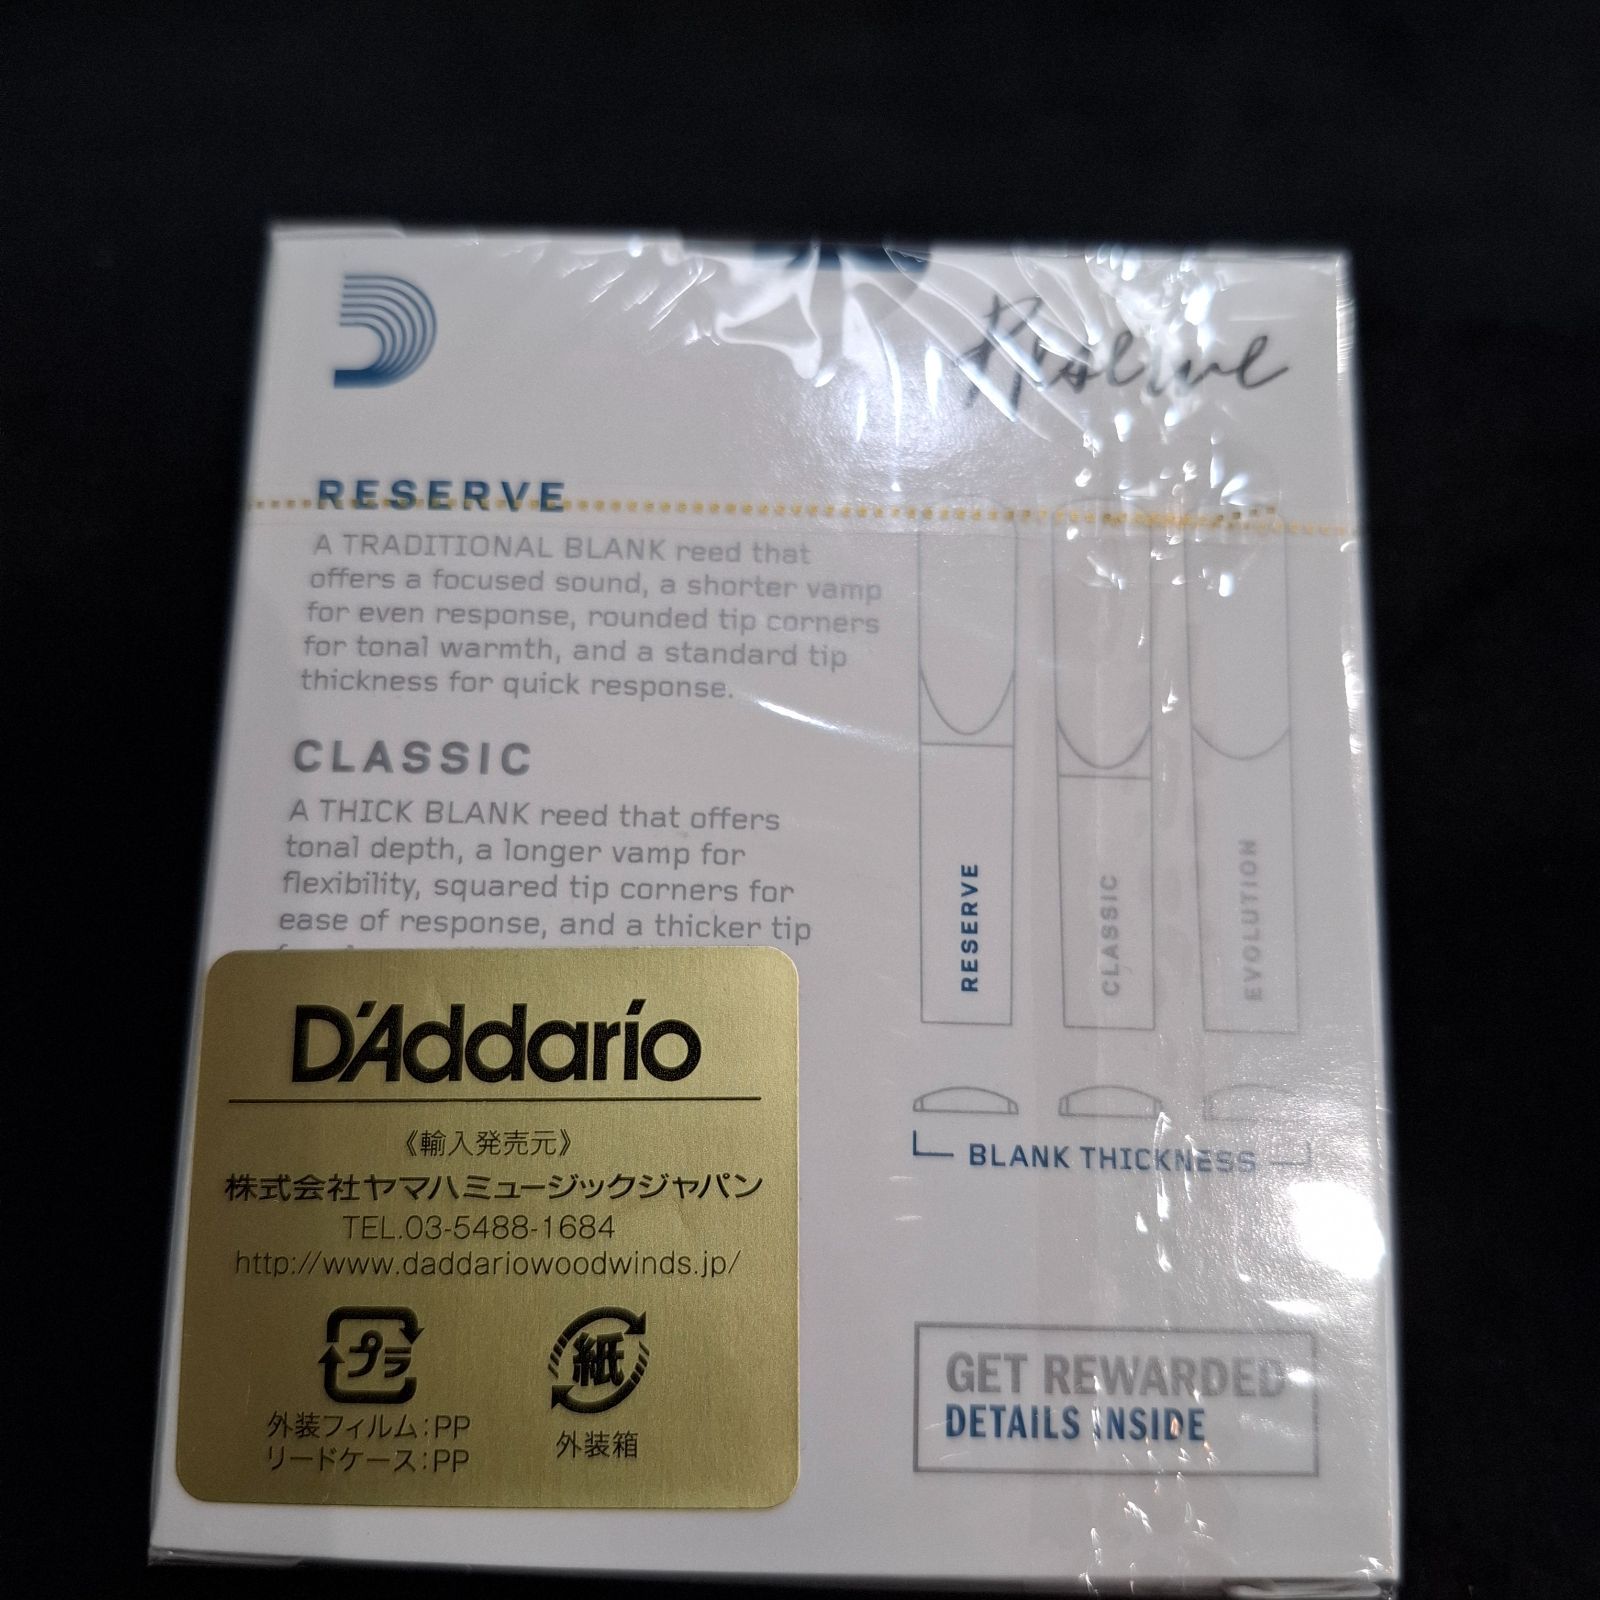 Reserve
RESERVE
A TRADITIONAL BLANK reed that
offers a focused sound, a shorter vamp
for even response, rounded tip corners
for tonal warmth, and a standard tip
thickness for quick response.
CLASSIC
A THICK BLANK reed that offers
tonal depth, a longer vamp for
flexibility, squared tip corners for
ease of response, and a thicker tip
RESERVE
CLASSIC
EVOLUTION
BLANK THICKNESS
GET REWARDED
DETAILS INSIDE
D'Addario
《輸入発売元》
株式会社ヤマハミュージックジャパン
TEL.03-5488-1684
http://www.daddariowoodwinds.jp/
プラ
紙
外装フィルム:PP
リードケース:PP
外装箱